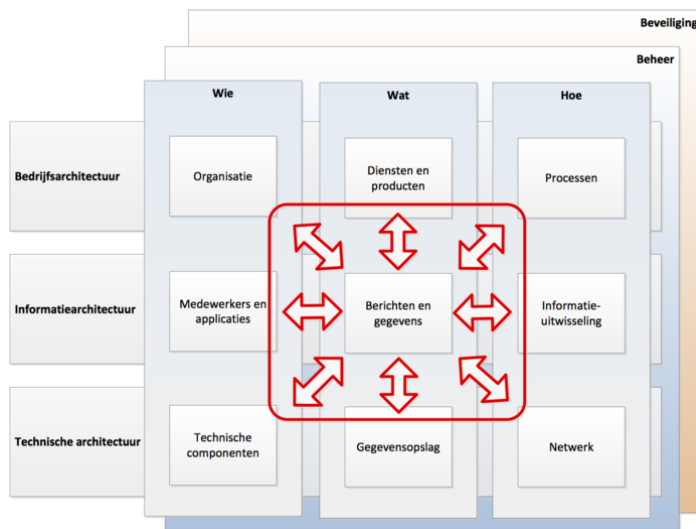 Beveiliging
Beheer
Wie
Wat
Hoe
Bedrijfsarchitectuur
Organisatie
Diensten en
producten
Processen
Informatiearchitectuur
Medewerkers en
applicaties
Berichten en
gegevens
Informatie-
uitwisseling
Technische architectuur
Technische
componenten
Gegevensopslag
Netwerk